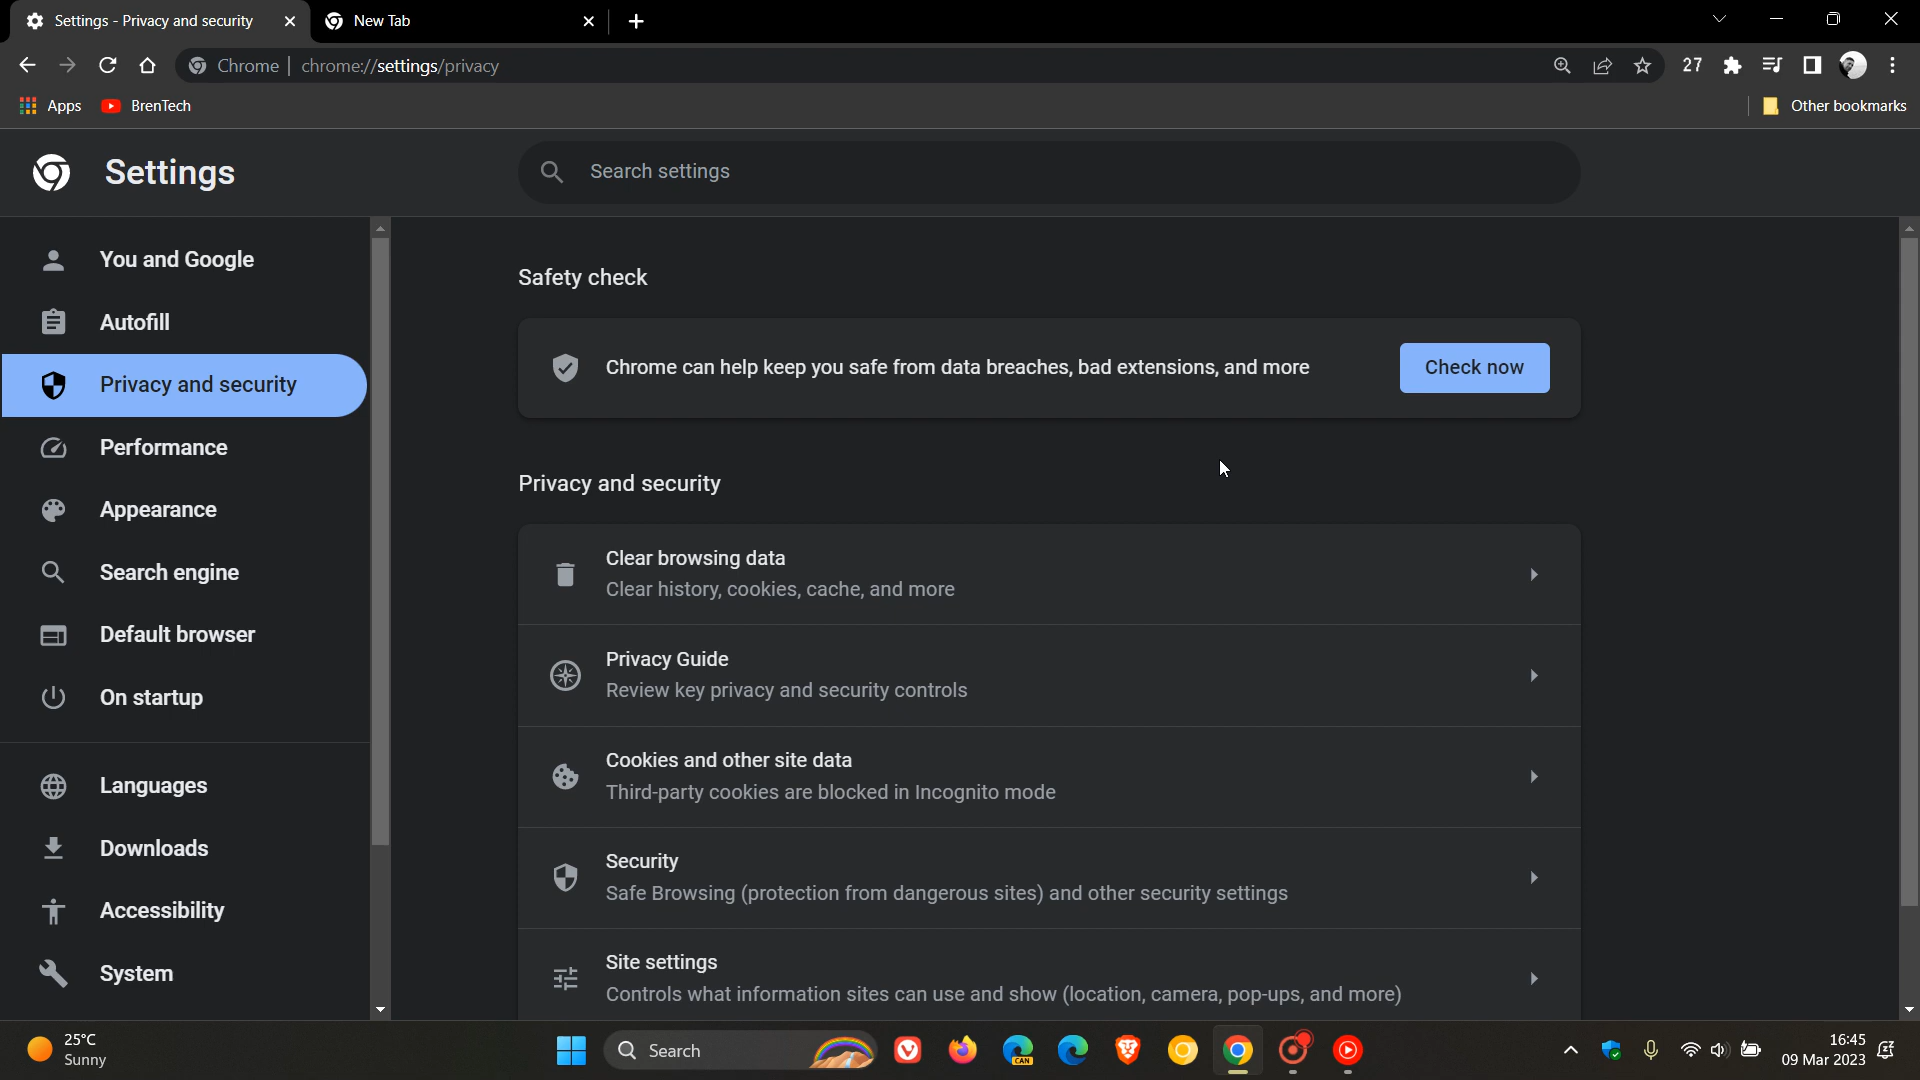 Settings - Privacy and security
New Tab
Chrome | chrome://settings/privacy
27
Apps
BrenTech
Other bookmarks
Settings
Search settings
You and Google
Autofill
Privacy and security
Performance
Appearance
Search engine
Default browser
On startup
Languages
Downloads
Accessibility
System
Safety check
Chrome can help keep you safe from data breaches, bad extensions, and more
Check now
Privacy and security
Clear browsing data
Clear history, cookies, cache, and more
Privacy Guide
Review key privacy and security controls
Cookies and other site data
Third-party cookies are blocked in Incognito mode
Security
Safe Browsing (protection from dangerous sites) and other security settings
Site settings
Controls what information sites can use and show (location, camera, pop-ups, and more)
25°C
Sunny
Search
CAN
16:45
09 Mar 2023